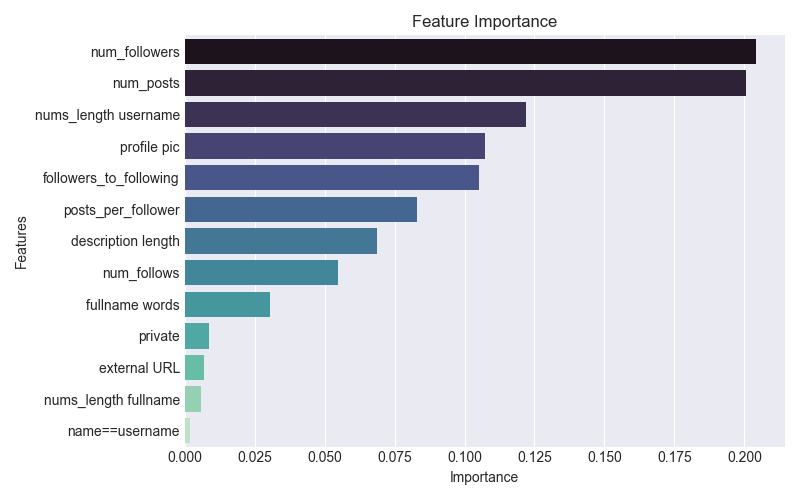 Feature Importance
num_followers
num_posts
nums_length username
profile pic
followers_to_following
posts_per_follower
description length
num_follows
fullname words
private
external URL
nums_length fullname
name==username
Features
0.000 0.025 0.050 0.075 0.100 0.125 0.150 0.175 0.200
Importance